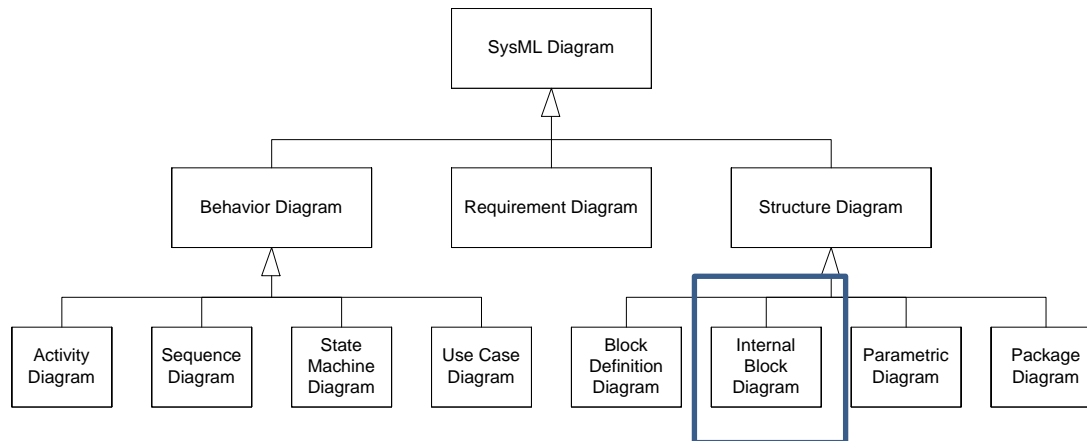 SysML Diagram
Behavior Diagram
Requirement Diagram
Structure Diagram
Activity
Diagram
Sequence
Diagram
State
Machine
Diagram
Use Case
Diagram
Block
Definition
Diagram
Internal
Block
Diagram
Parametric
Diagram
Package
Diagram